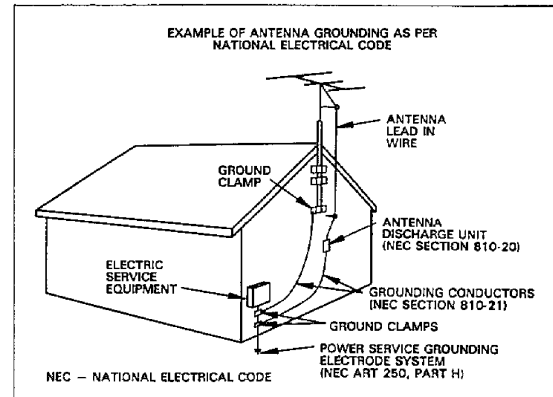 EXAMPLE OF ANTENNA GROUNDING AS PER
NATIONAL ELECTRICAL CODE
ANTENNA
LEAD IN
WIRE
GROUND
CLAMP
ANTENNA
DISCHARGE UNIT
(NEC SECTION 810-20)
ELECTRIC
SERVICE
EQUIPMENT
GROUNDING CONDUCTORS
(NEC SECTION 810-21)
GROUND CLAMPS
POWER SERVICE GROUNDING
ELECTRODE SYSTEM
(NEC ART 250, PART H)
NEC – NATIONAL ELECTRICAL CODE